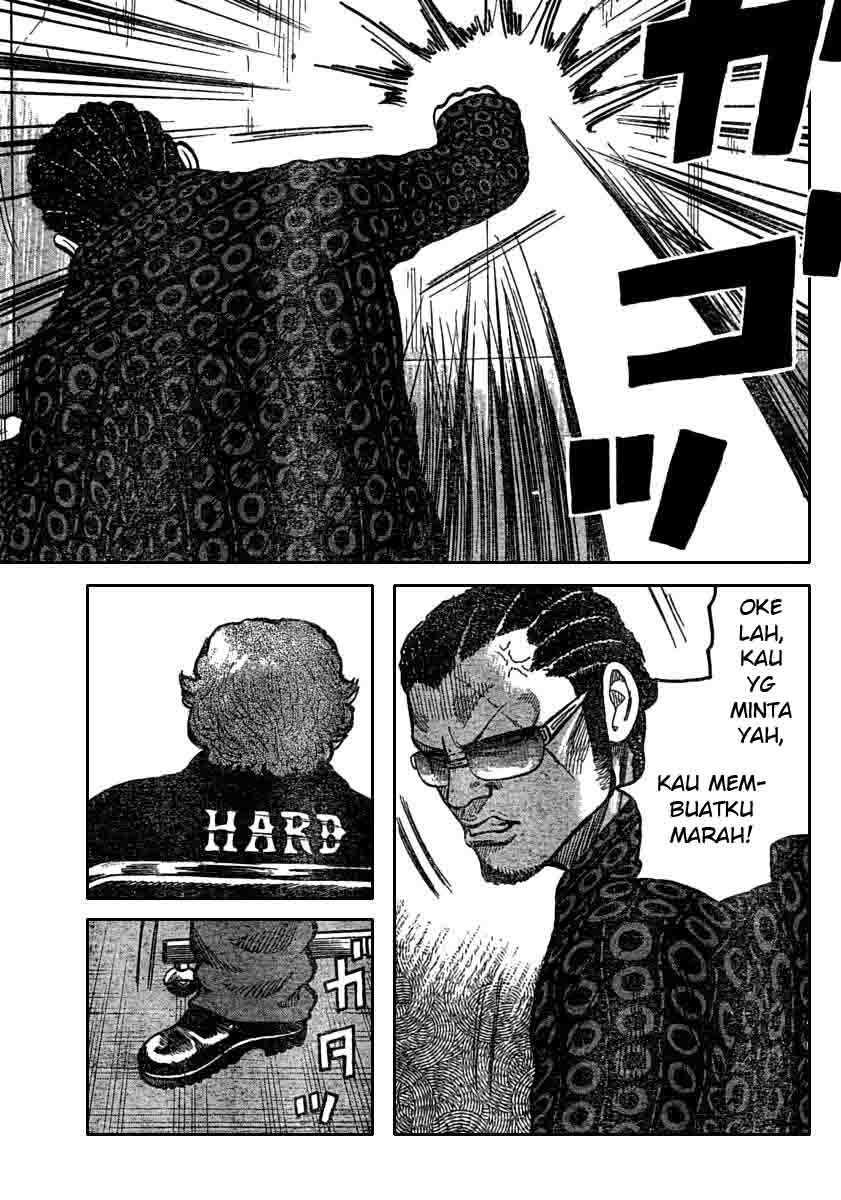 ガコッ
OKE
LAH,
KAU
YG
MINTA
YAH,
KAU MEM-
BUATKU
MARAH!
HARD
ガタッ